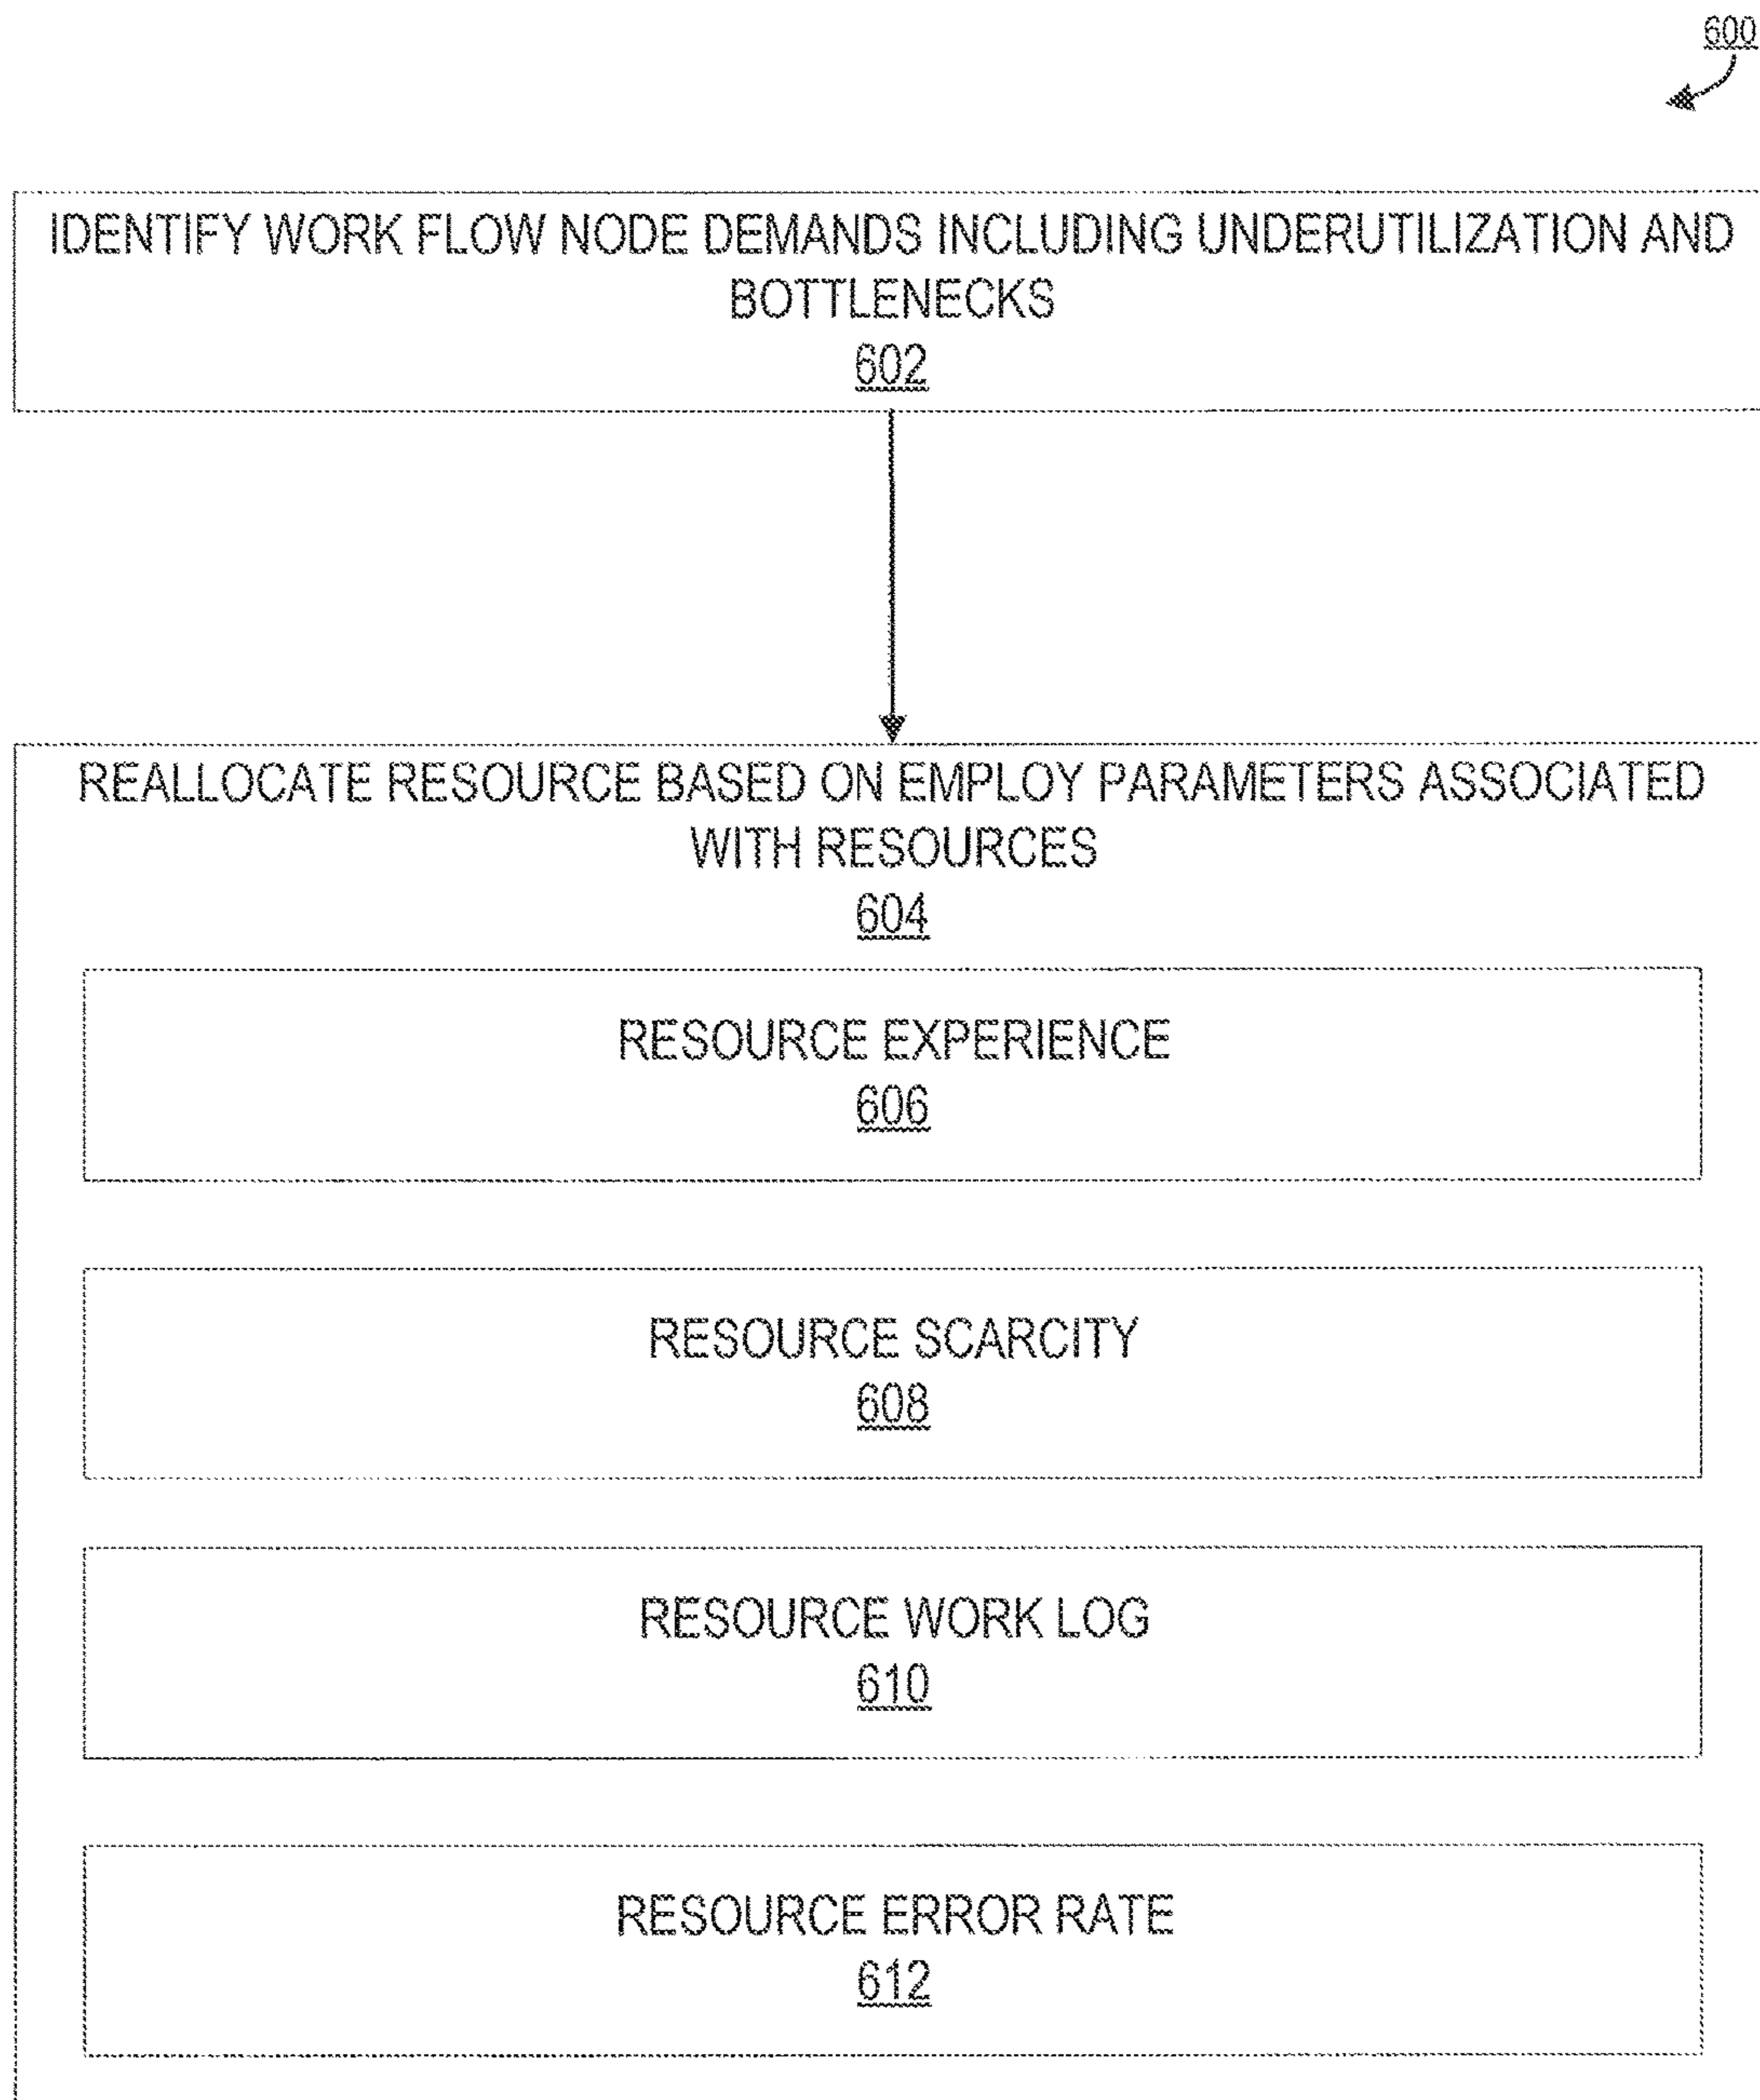 600
IDENTIFY WORK FLOW NODE DEMANDS INCLUDING UNDERUTILIZATION AND
BOTTLENECKS
602
REALLOCATE RESOURCE BASED ON EMPLOY PARAMETERS ASSOCIATED
WITH RESOURCES
604
RESOURCE EXPERIENCE
606
RESOURCE SCARCITY
608
RESOURCE WORK LOG
610
RESOURCE ERROR RATE
612